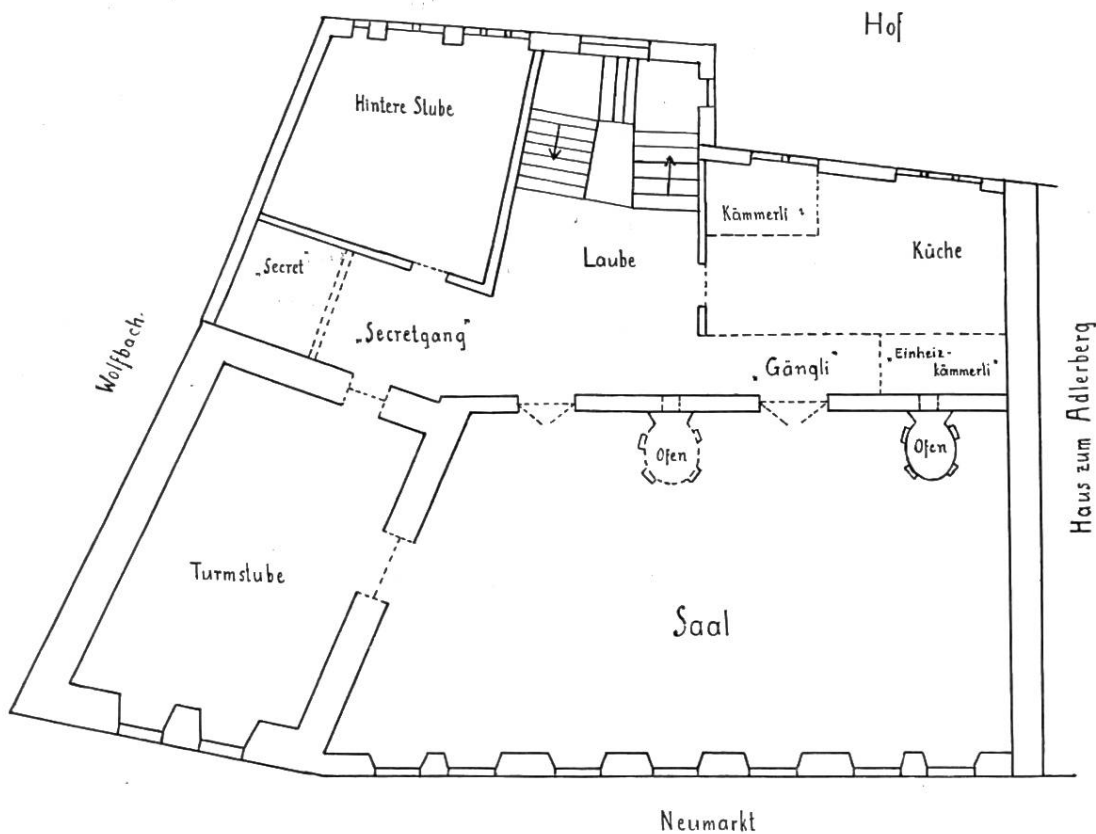 Hof
Hintere Stube
Kämmerli
Küche
Laube
„Secret"
„Secretgang"
Wolfbach.
„Gängli"
„Einheiz-
kämmerli"
Ofen
Ofen
Haus zum Adlerberg
Turmstube
Saal
Neumarkt